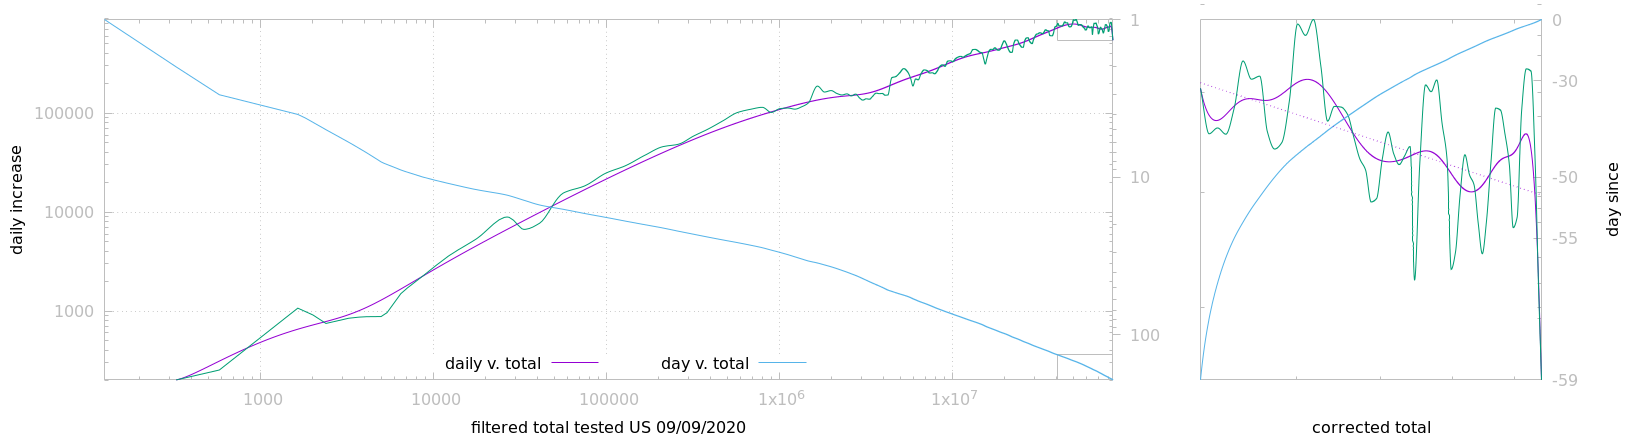 daily increase
100000
10000
1000
1000
10000
100000
1x10^6
1x10^7
filtered total tested US 09/09/2020
daily v. total
day v. total
1
10
100
0
-30
-50
-55
-59
day since
corrected total